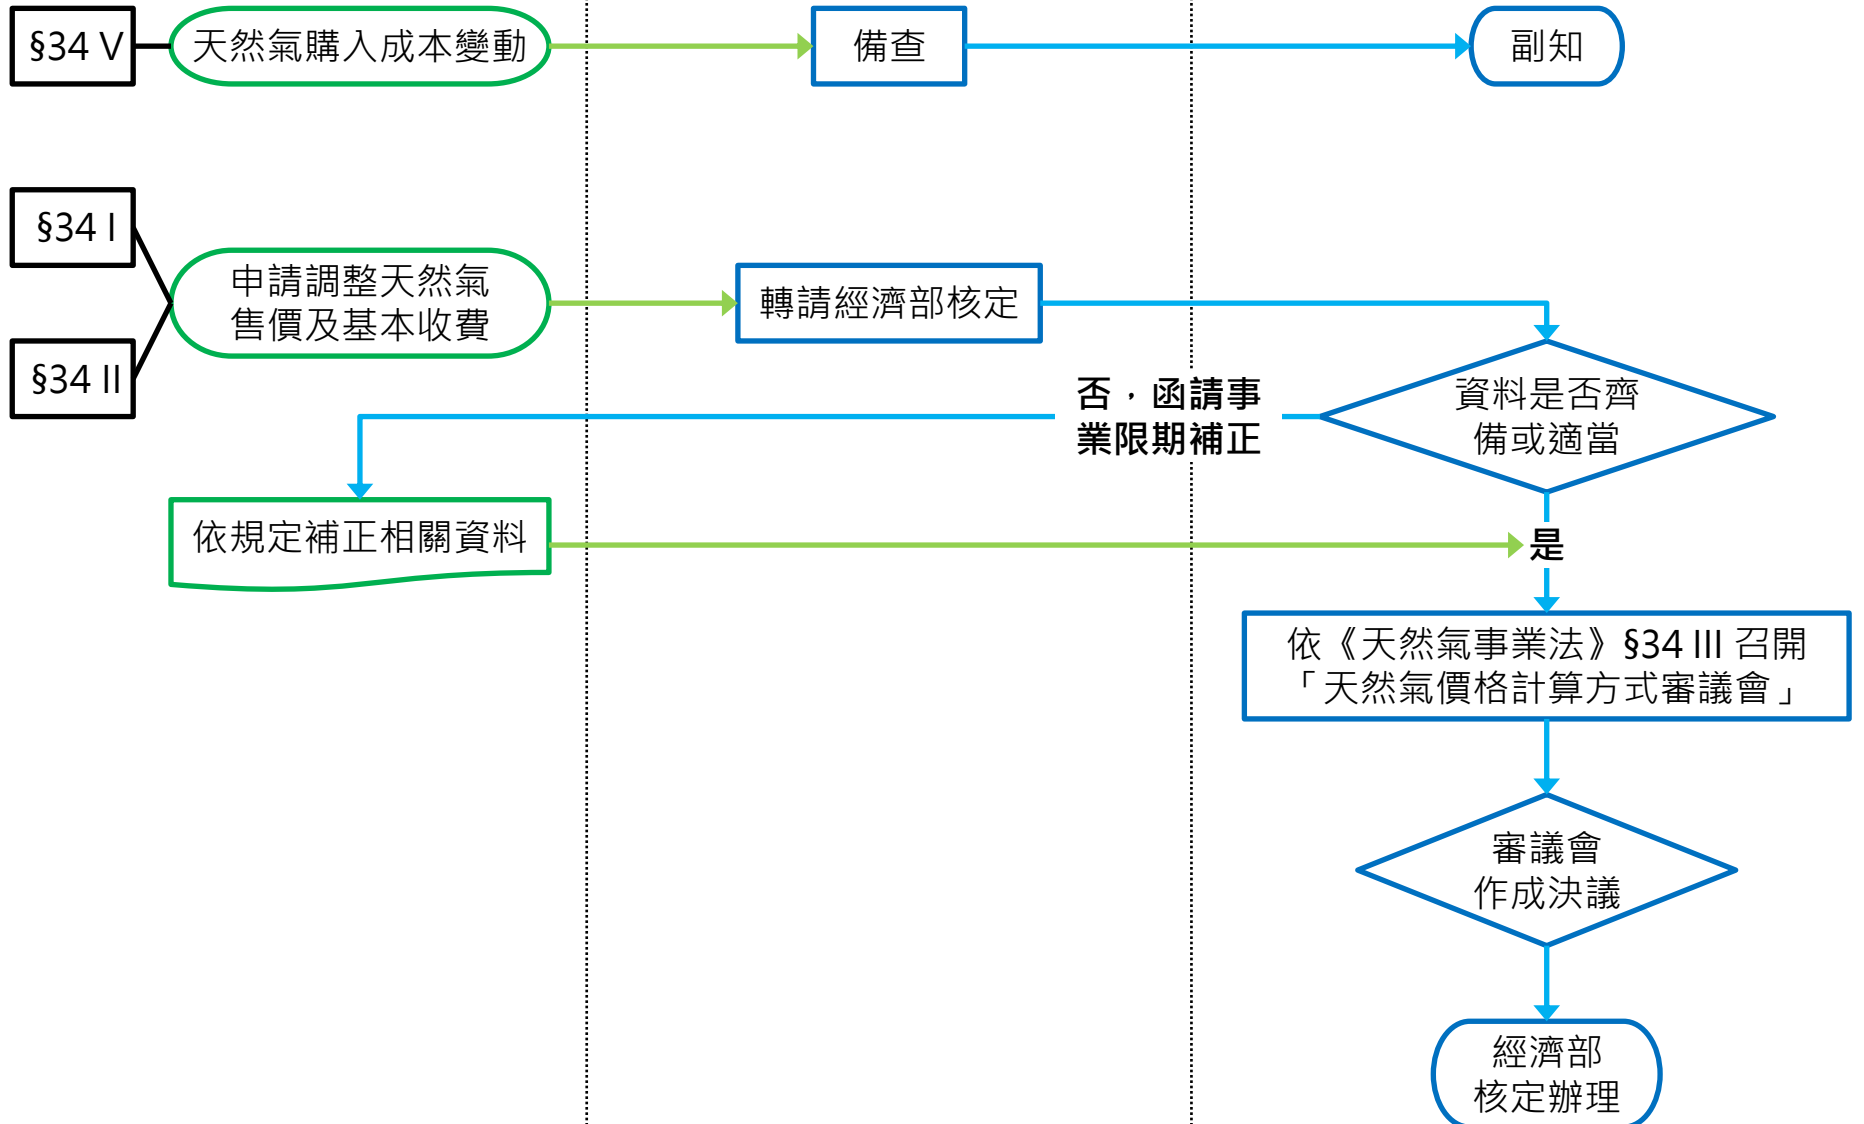 §34 V
天然氣購入成本變動
備查
副知
§34 I
§34 II
申請調整天然氣
售價及基本收費
轉請經濟部核定
資料是否齊
備或適當
否，函請事
業限期補正
依規定補正相關資料
是
依《天然氣事業法》§34 III 召開
「天然氣價格計算方式審議會」
審議會
作成決議
經濟部
核定辦理